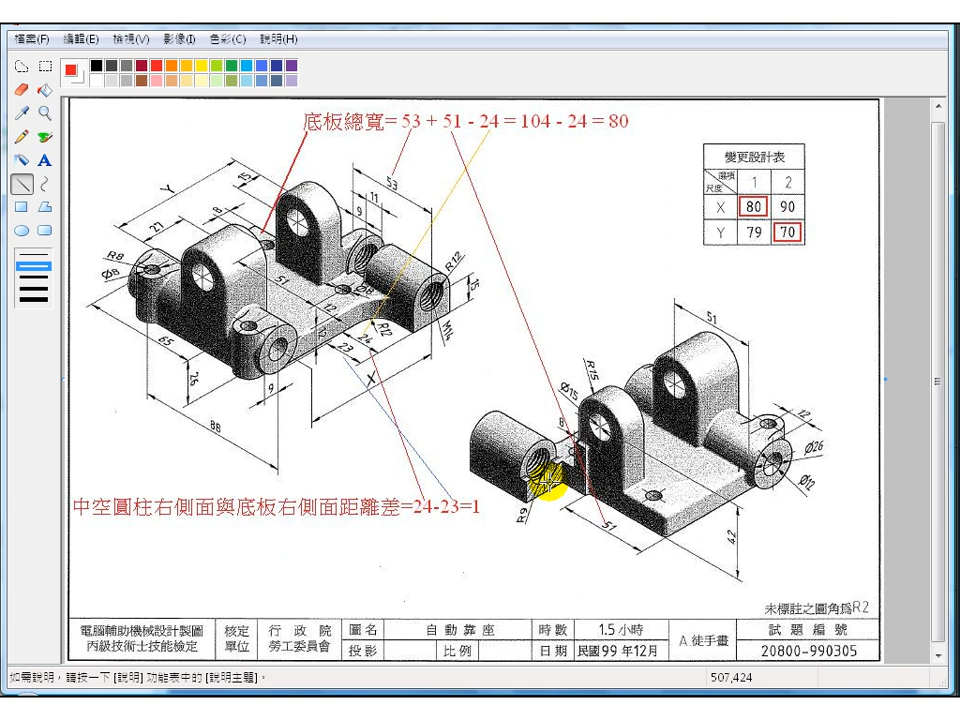 檔案(F) 編輯(E) 檢視(V) 影像(I) 色彩(C) 說明(H)
底板總寬= 53 + 51 - 24 = 104 - 24 = 80
變更設計表
選項 1 2
尺度
X 80 90
Y 79 70
Y
15
53
11
9
8
27
R8
Ø8
51
Ø8
R12
15
M14
12
12
R12
24
23
X
65
26
9
88
51
R15
Ø15
8
12
Ø26
Ø12
R9
51
42
中空圓柱右側面與底板右側面距離差=24-23=1
未標註之圓角為R2
電腦輔助機械設計製圖
丙級技術士技能檢定
核定
單位
行 政 院
勞工委員會
圖名 自動靠座
投影 比例
時數 1.5 小時
日期 民國99 年12月
A.徒手畫
試題編號
20800-990305
如需說明，請按一下 [說明] 功能表中的 [說明主題]。
507,424